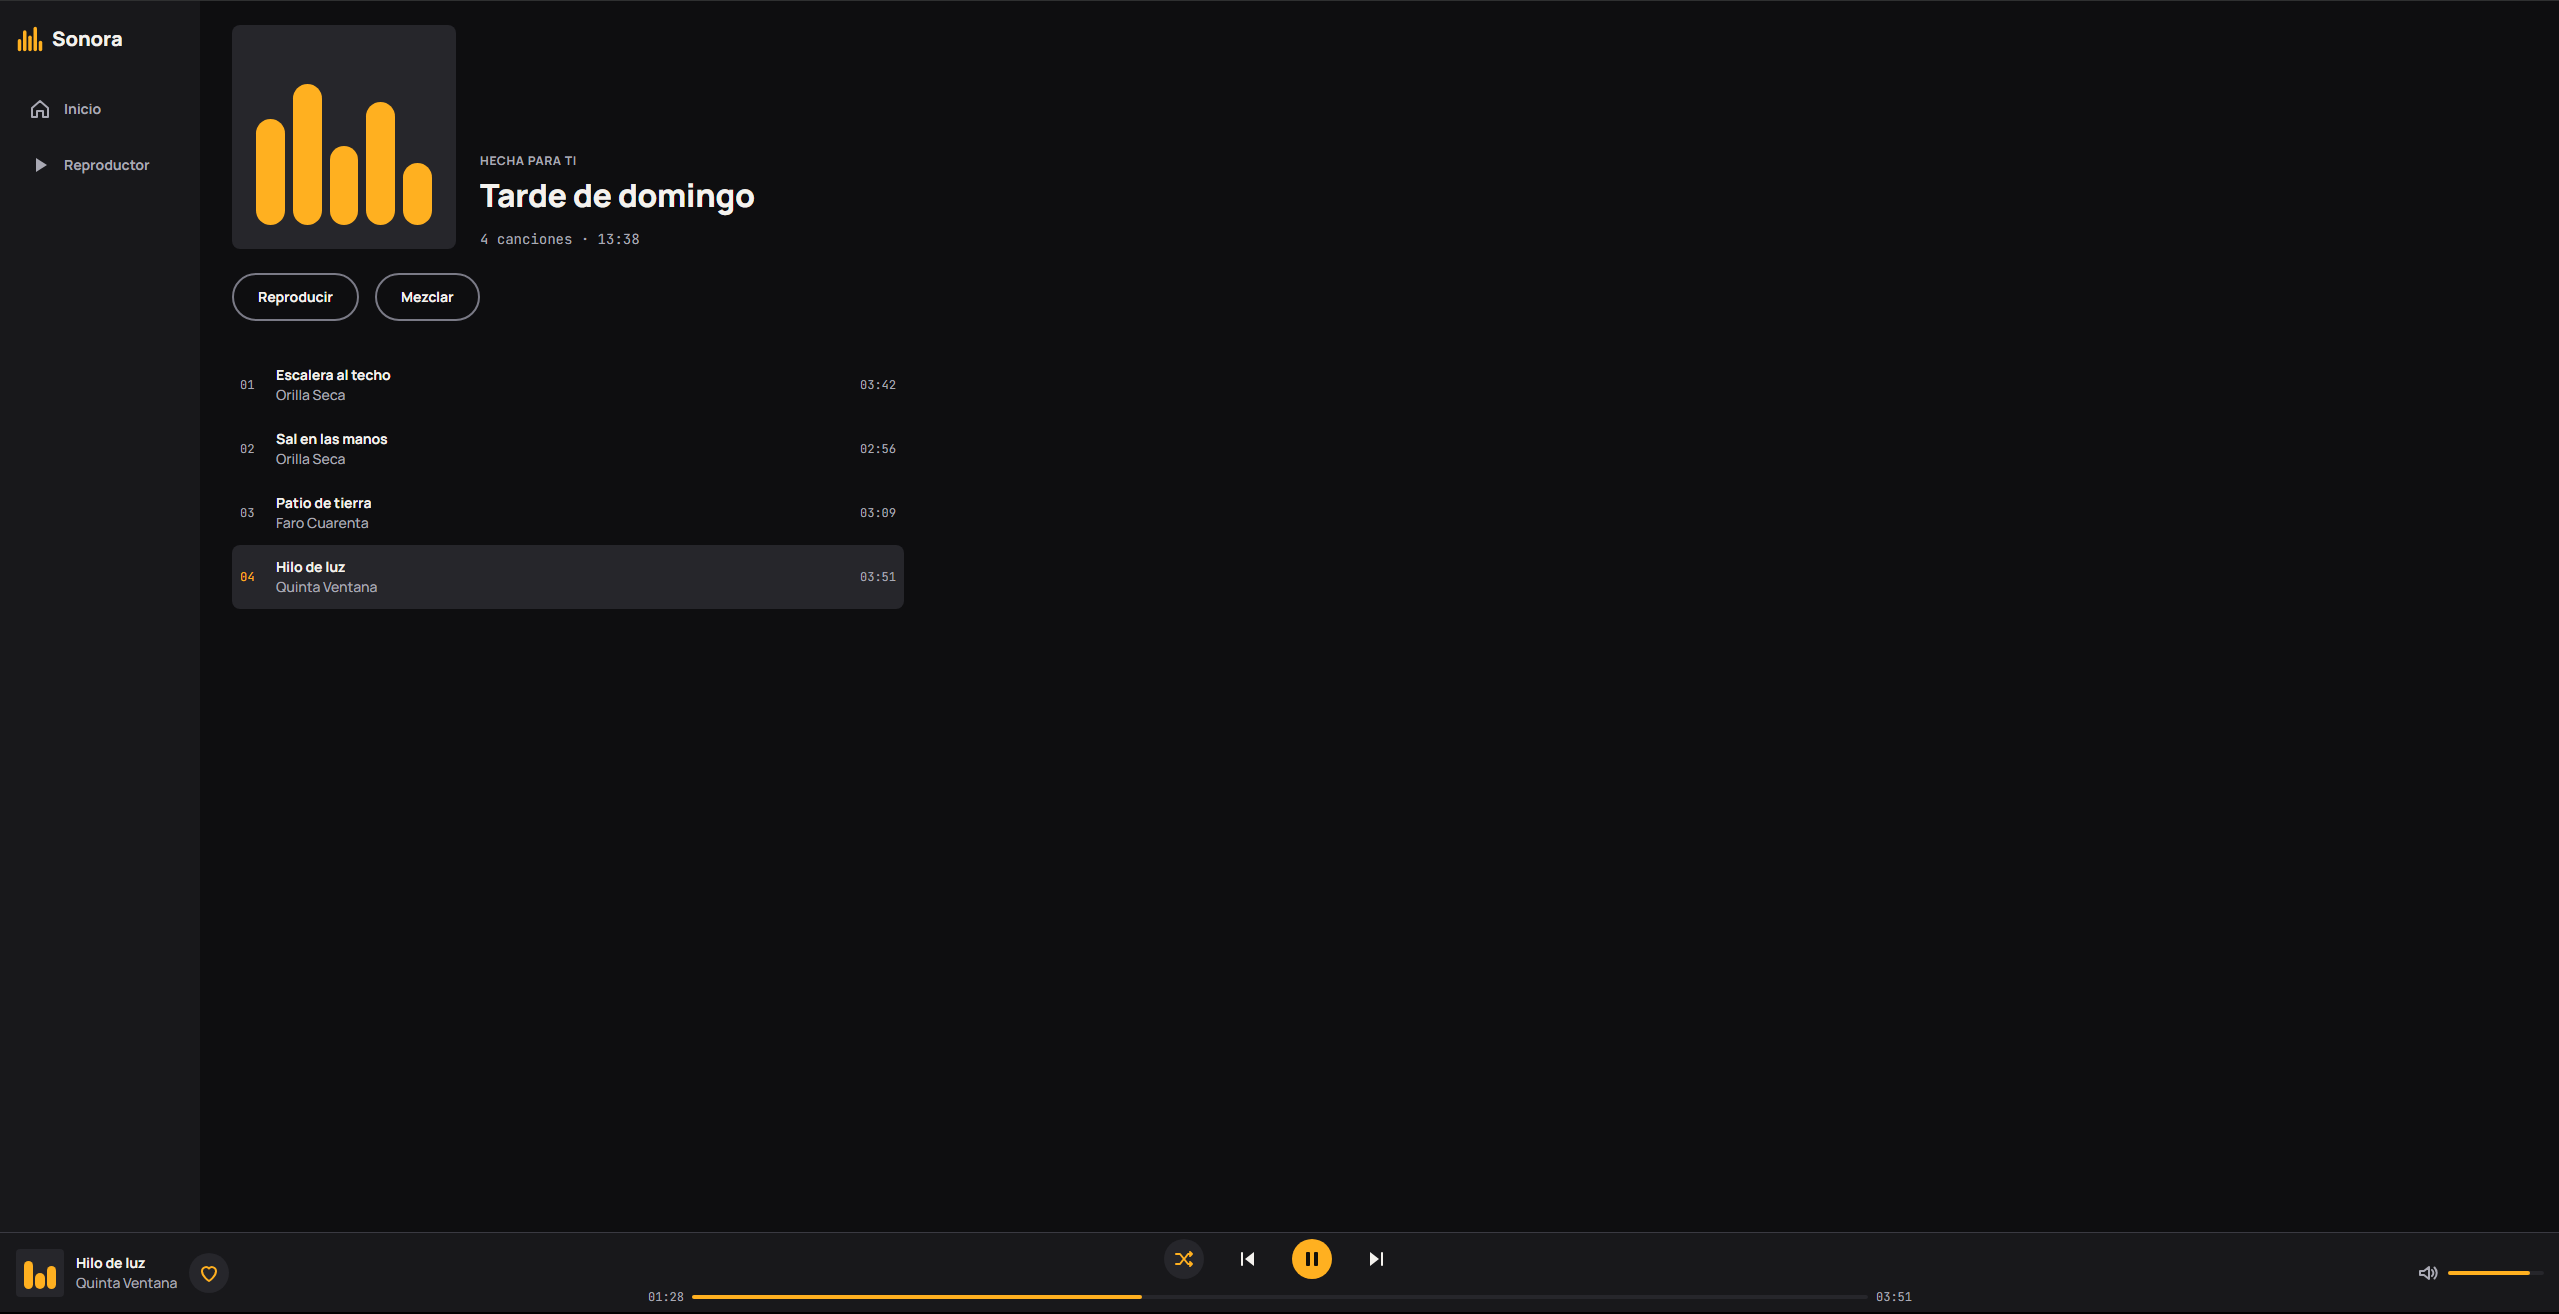 Sonora
Inicio
Reproductor
HECHA PARA TI
Tarde de domingo
4 canciones · 13:38
Reproducir
Mezclar
01
Escalera al techo
Orilla Seca
03:42
02
Sal en las manos
Orilla Seca
02:56
03
Patio de tierra
Faro Cuarenta
03:09
04
Hilo de luz
Quinta Ventana
03:51
Hilo de luz
Quinta Ventana
01:28
03:51